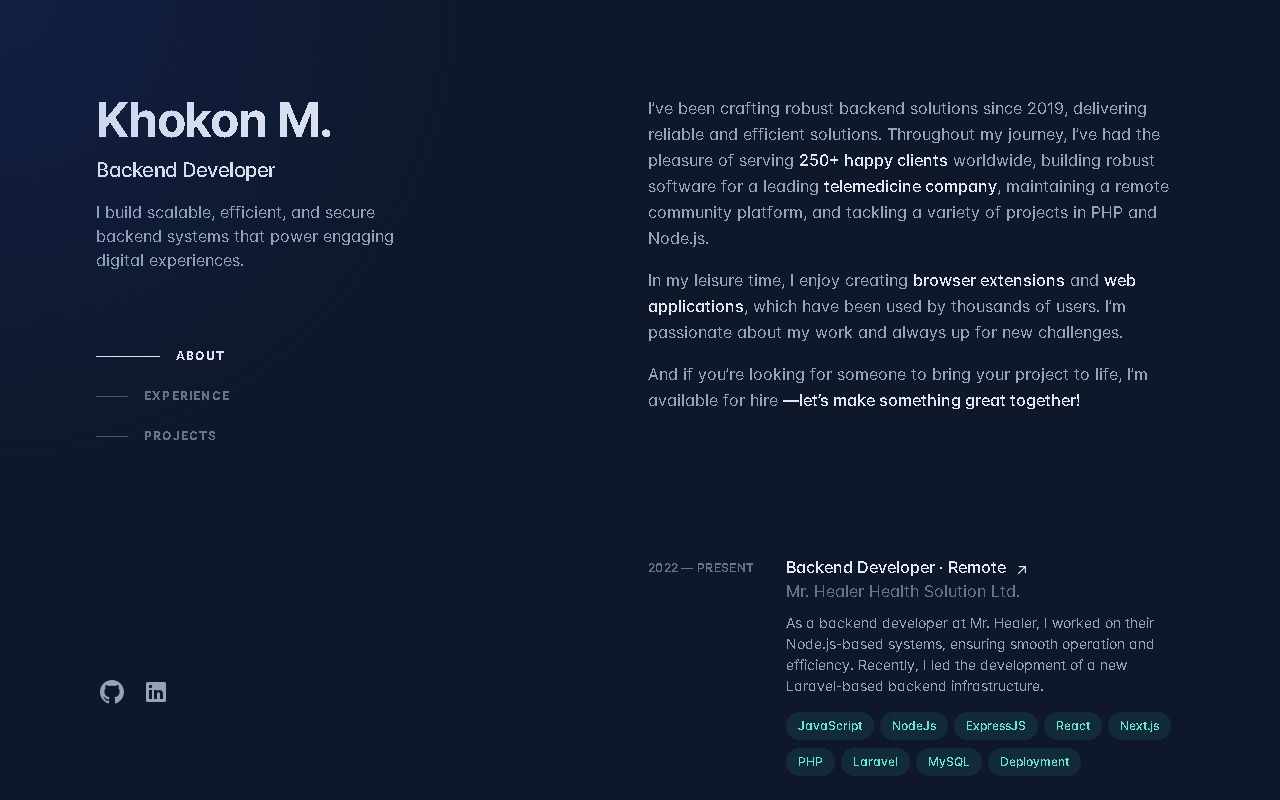 Khokon M.
Backend Developer
I build scalable, efficient, and secure
backend systems that power engaging
digital experiences.
ABOUT
EXPERIENCE
PROJECTS
I’ve been crafting robust backend solutions since 2019, delivering
reliable and efficient solutions. Throughout my journey, I’ve had the
pleasure of serving 250+ happy clients worldwide, building robust
software for a leading telemedicine company, maintaining a remote
community platform, and tackling a variety of projects in PHP and
Node.js.
In my leisure time, I enjoy creating browser extensions and web
applications, which have been used by thousands of users. I’m
passionate about my work and always up for new challenges.
And if you’re looking for someone to bring your project to life, I’m
available for hire —let’s make something great together!
2022 — PRESENT
Backend Developer · Remote
Mr. Healer Health Solution Ltd.
As a backend developer at Mr. Healer, I worked on their
Node.js-based systems, ensuring smooth operation and
efficiency. Recently, I led the development of a new
Laravel-based backend infrastructure.
JavaScript NodeJs ExpressJS React Next.js
PHP Laravel MySQL Deployment